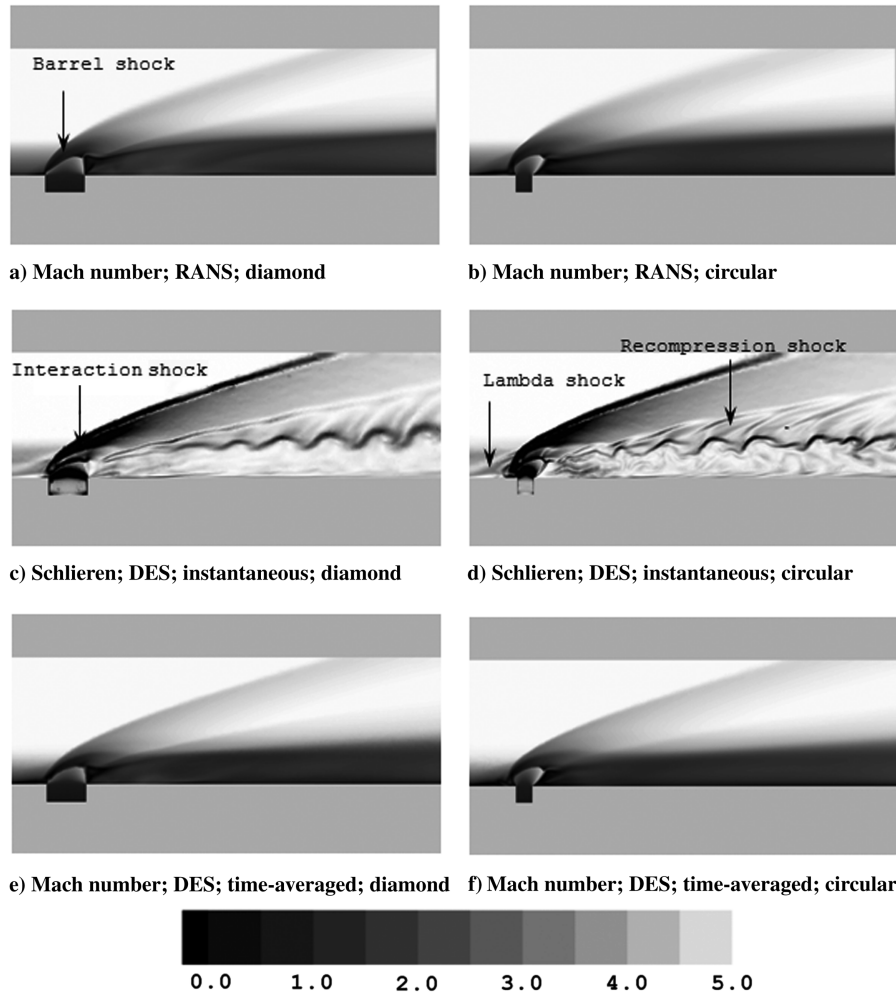 Barrel shock
a) Mach number; RANS; diamond
b) Mach number; RANS; circular
Interaction shock
Recompression shock
Lambda shock
c) Schlieren; DES; instantaneous; diamond
d) Schlieren; DES; instantaneous; circular
e) Mach number; DES; time-averaged; diamond
f) Mach number; DES; time-averaged; circular
0.0 1.0 2.0 3.0 4.0 5.0